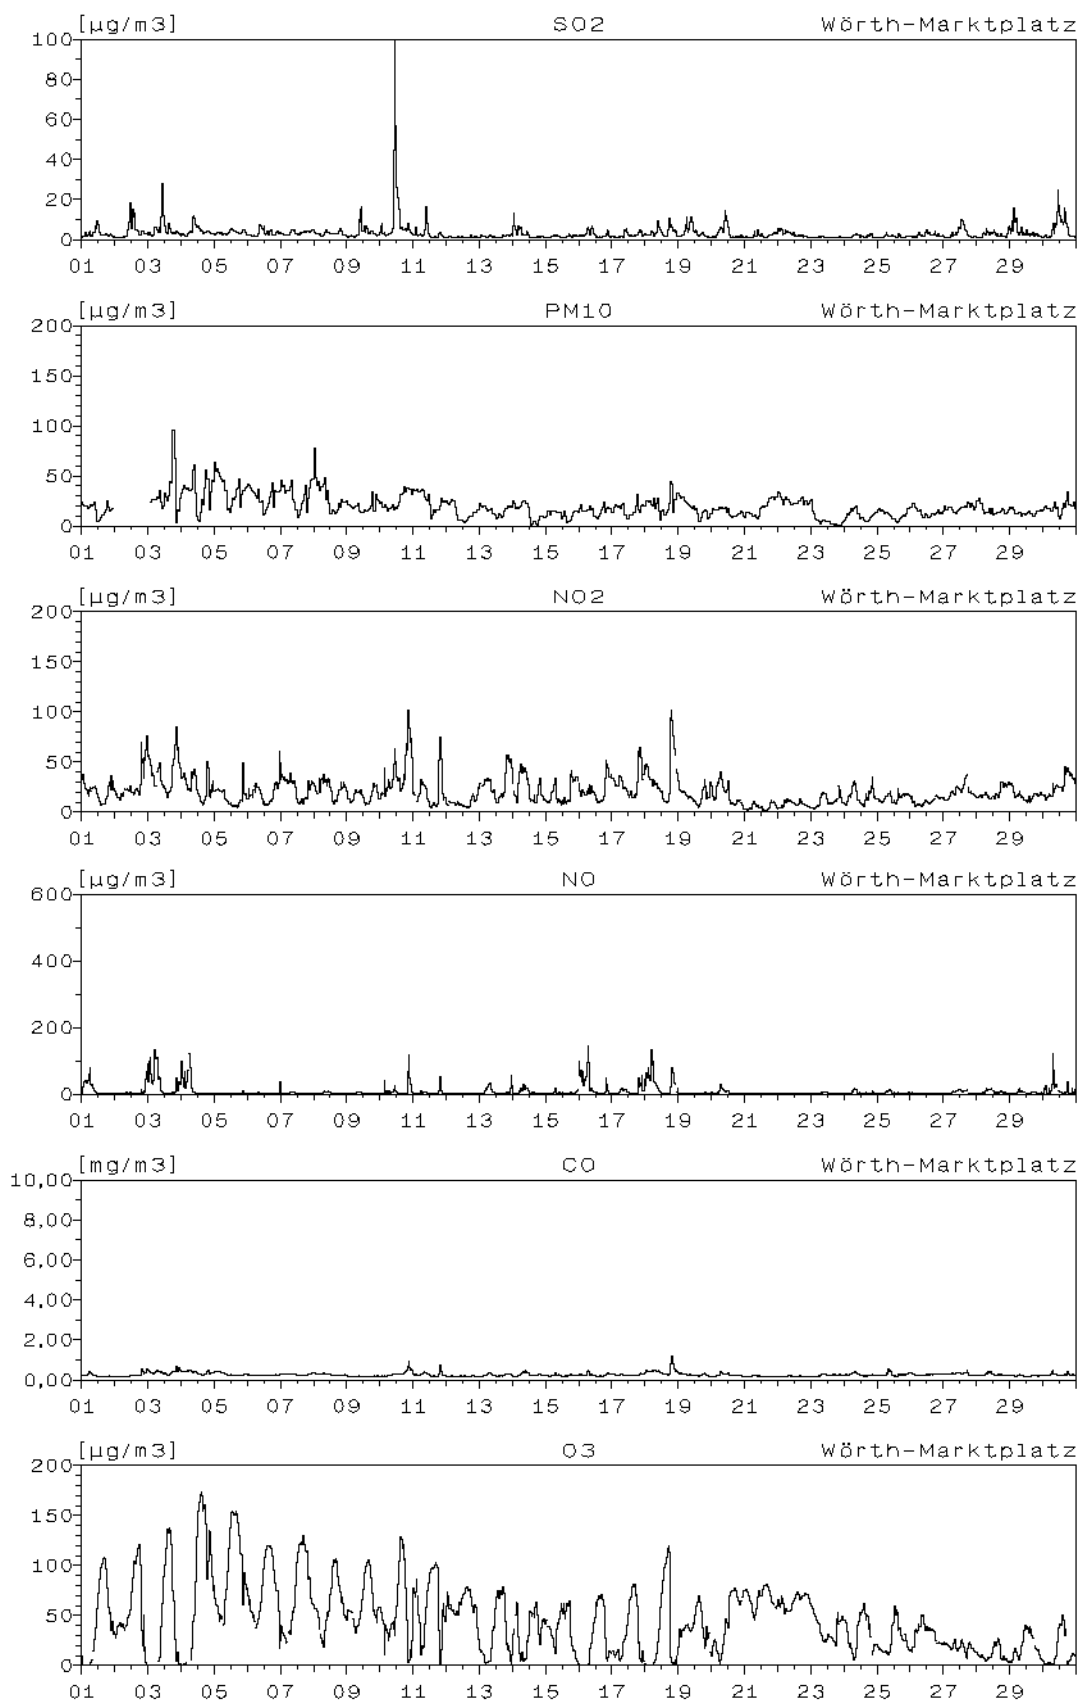 [µg/m3] SO2 Wörth-Marktplatz
100
80
60
40
20
0
01 03 05 07 09 11 13 15 17 19 21 23 25 27 29
[µg/m3] PM10 Wörth-Marktplatz
200
150
100
50
0
01 03 05 07 09 11 13 15 17 19 21 23 25 27 29
[µg/m3] NO2 Wörth-Marktplatz
200
150
100
50
0
01 03 05 07 09 11 13 15 17 19 21 23 25 27 29
[µg/m3] NO Wörth-Marktplatz
600
400
200
0
01 03 05 07 09 11 13 15 17 19 21 23 25 27 29
[mg/m3] CO Wörth-Marktplatz
10,00
8,00
6,00
4,00
2,00
0,00
01 03 05 07 09 11 13 15 17 19 21 23 25 27 29
[µg/m3] O3 Wörth-Marktplatz
200
150
100
50
0
01 03 05 07 09 11 13 15 17 19 21 23 25 27 29